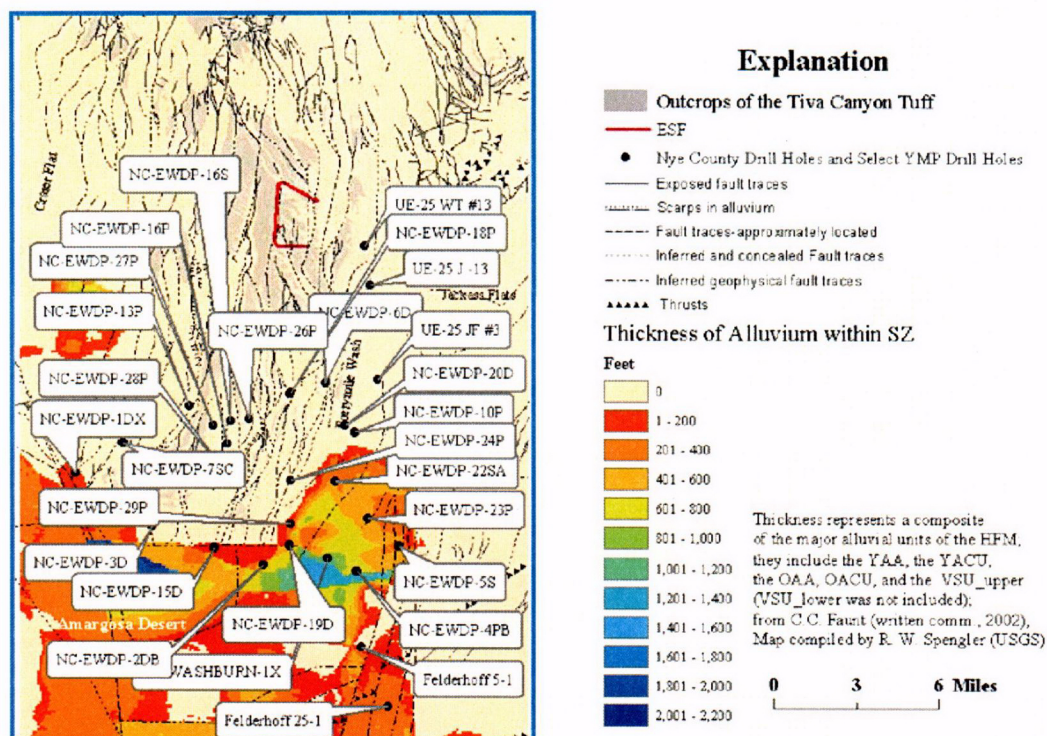 Crater Flat
NC-EWDP-16S
UE-25 WT #13
NC-EWDP-16P
NC-EWDP-18P
NC-EWDP-27P
UE-25 J -13
Jackass Flats
NC-EWDP-13P
NC-EWDP-6D
NC-EWDP-26P
UE-25 JF #3
Fortymile Wash
NC-EWDP-28P
NC-EWDP-20D
NC-EWDP-1DX
NC-EWDP-10P
NC-EWDP-24P
NC-EWDP-7SC
NC-EWDP-22SA
NC-EWDP-29P
NC-EWDP-23P
NC-EWDP-3D
NC-EWDP-5S
NC-EWDP-15D
Amargosa Desert
NC-EWDP-19D
NC-EWDP-4PB
NC-EWDP-2DB
WASHBURN-1X
Felderhoff 5-1
Felderhoff 25-1
Explanation
Outcrops of the Tiva Canyon Tuff
ESF
Nye County Drill Holes and Select YMP Drill Holes
Exposed fault traces
Scarps in alluvium
Fault traces-approximately located
Inferred and concealed Fault traces
Inferred geophysical fault traces
Thrusts
Thickness of Alluvium within SZ
Feet
0
1 - 200
201 - 400
401 - 600
601 - 800
801 - 1,000
1,001 - 1,200
1,201 - 1,400
1,401 - 1,600
1,601 - 1,800
1,801 - 2,000
2,001 - 2,200
Thickness represents a composite
of the major alluvial units of the HFM,
they include the YAA, the YACU,
the OAA, OACU, and the VSU_upper
(VSU_lower was not included);
from C.C. Faunt (written comm., 2002),
Map compiled by R. W. Spengler (USGS)
0 3 6 Miles